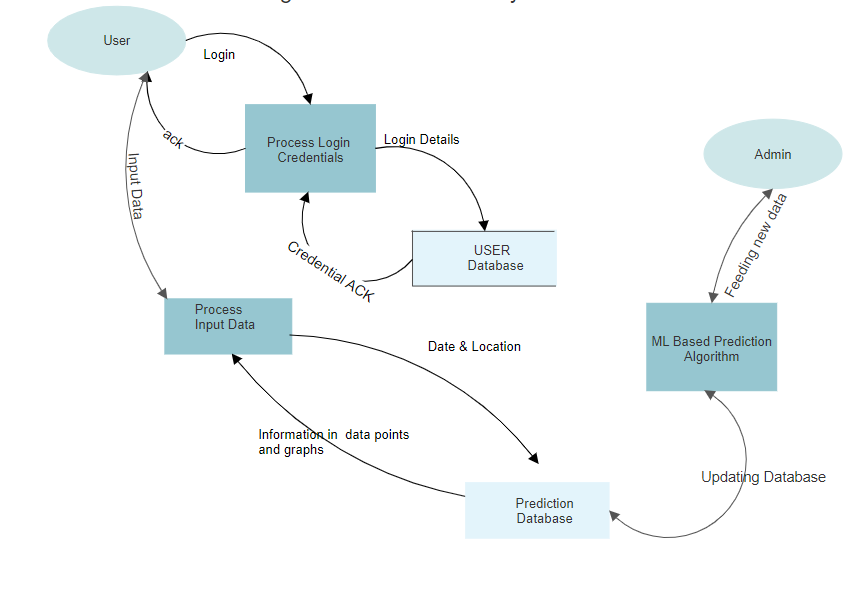 User
Login
ack
Process Login
Credentials
Login Details
Admin
Input Data
Feeding new data
USER
Database
Credential ACK
Process
Input Data
ML Based Prediction
Algorithm
Date & Location
Information in data points
and graphs
Updating Database
Prediction
Database